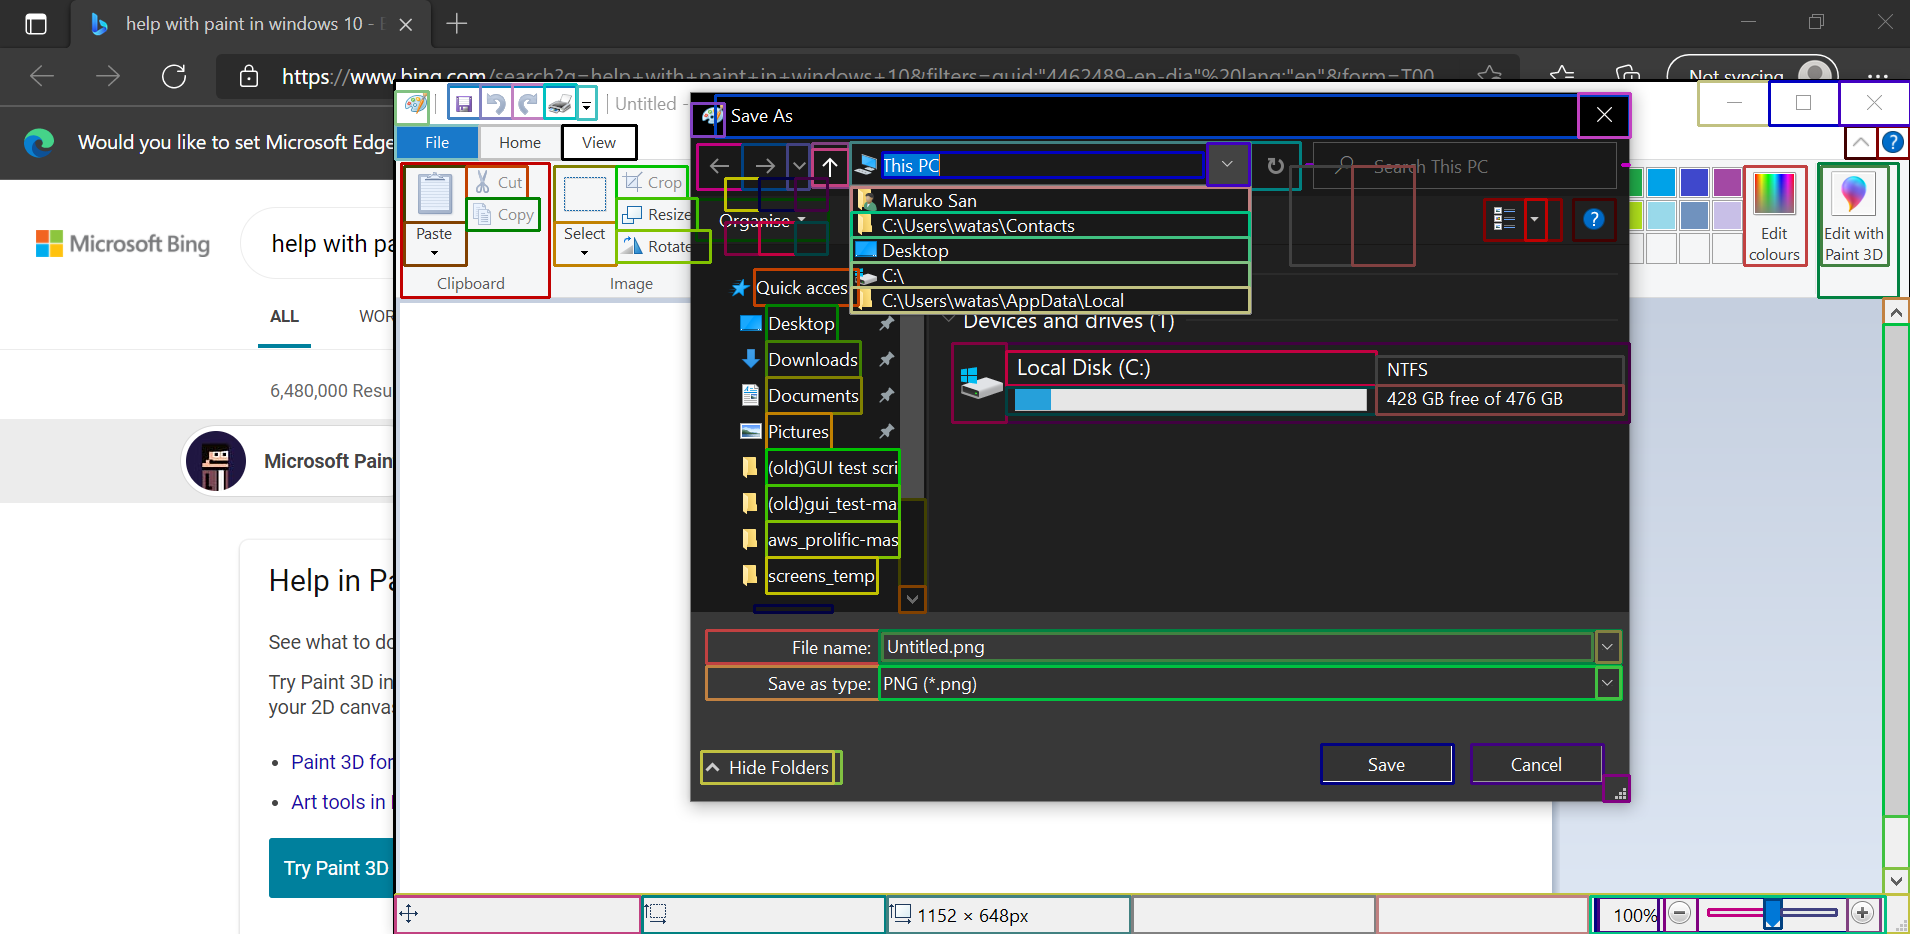 help with paint in windows 10 -
https://www.bing.com/search?q=help+with+paint+in+windows+10&filters=guid:"4462489-en-dia"%20lang:"en"&form=T00
Not syncing
Would you like to set Microsoft Edge
Untitled -
Save As
File
Home
View
This PC
Search This PC
Cut
Copy
Paste
Clipboard
Select
Crop
Resize
Rotate
Image
Organise
Maruko San
C:\Users\watas\Contacts
Desktop
C:\
C:\Users\watas\AppData\Local
Edit colours
Edit with Paint 3D
Microsoft Bing
help with pa
ALL
WOR
6,480,000 Resu
Microsoft Pain
Quick acces
Desktop
Downloads
Documents
Pictures
(old)GUI test scri
(old)gui_test-ma
aws_prolific-mas
screens_temp
Devices and drives (1)
Local Disk (C:)
NTFS
428 GB free of 476 GB
Help in Pa
See what to do
Try Paint 3D in
your 2D canvas
Paint 3D for
Art tools in
Try Paint 3D
File name:
Untitled.png
Save as type:
PNG (*.png)
Hide Folders
Save
Cancel
1152 × 648px
100%